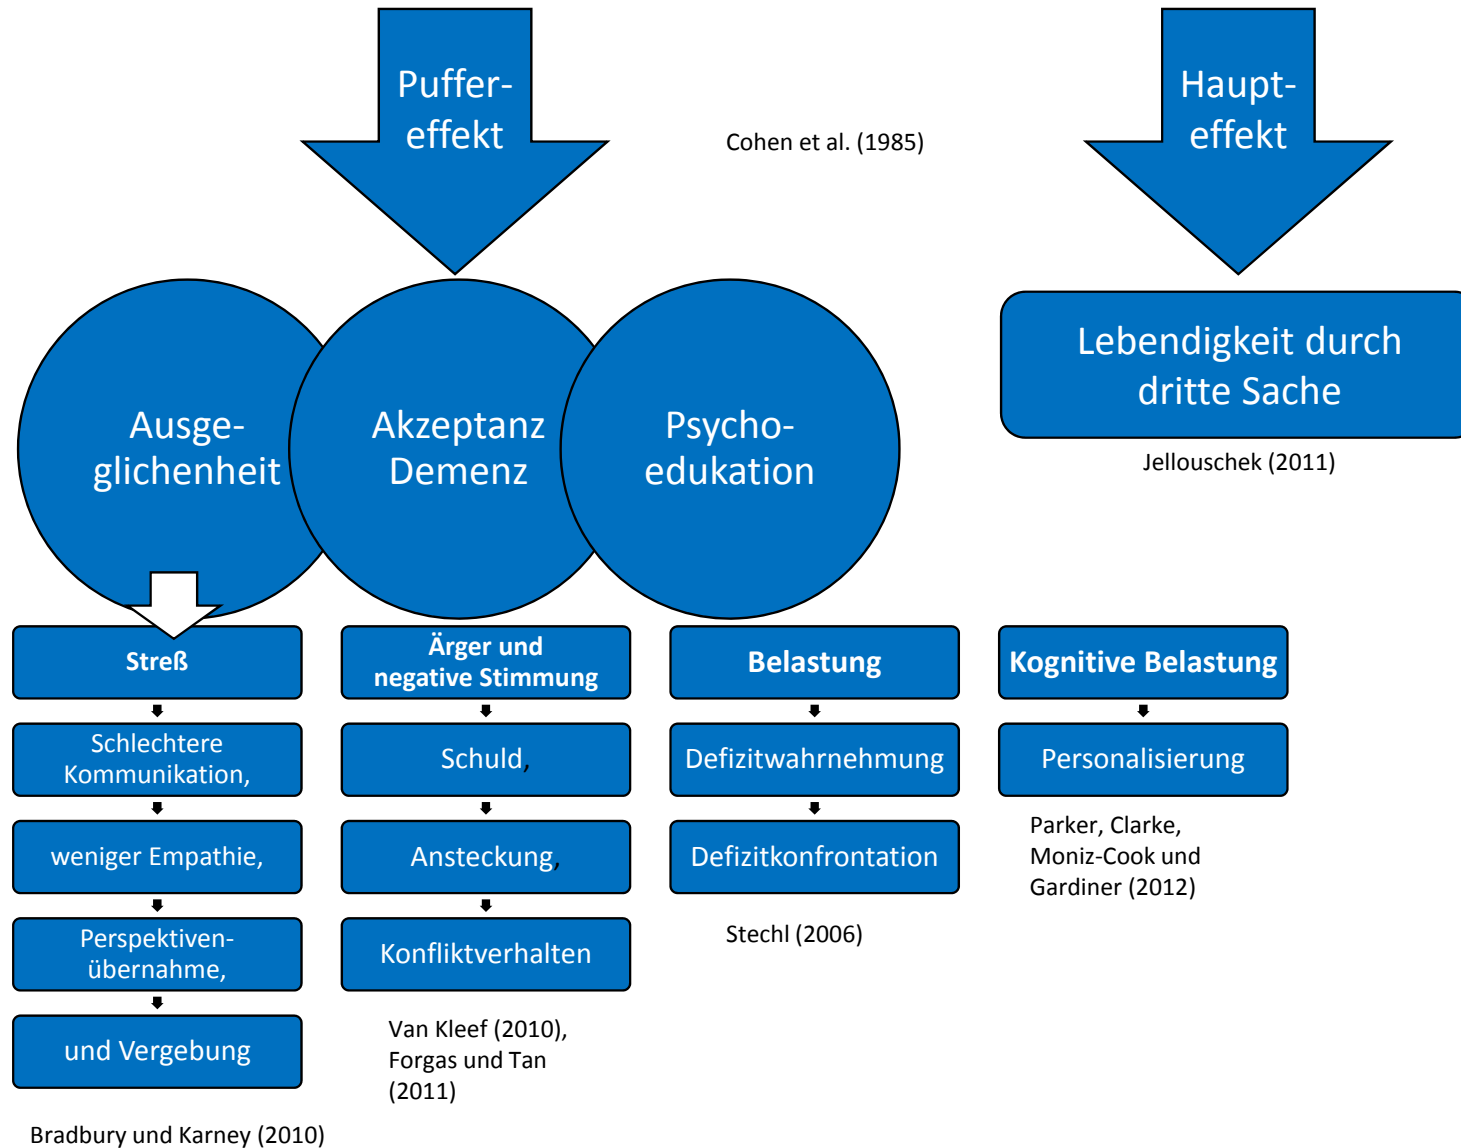 Puffer-
effekt
Cohen et al. (1985)
Haupt-
effekt
Ausge-
glichenheit
Akzeptanz
Demenz
Psycho-
edukation
Lebendigkeit durch
dritte Sache
Jellouschek (2011)
Streß
Schlechtere
Kommunikation,
weniger Empathie,
Perspektiven-
übernahme,
und Vergebung
Bradbury und Karney (2010)
Ärger und
negative Stimmung
Schuld,
Ansteckung,
Konfliktverhalten
Van Kleef (2010),
Forgas und Tan
(2011)
Belastung
Defizitwahrnehmung
Defizitkonfrontation
Stechl (2006)
Kognitive Belastung
Personalisierung
Parker, Clarke,
Moniz-Cook und
Gardiner (2012)